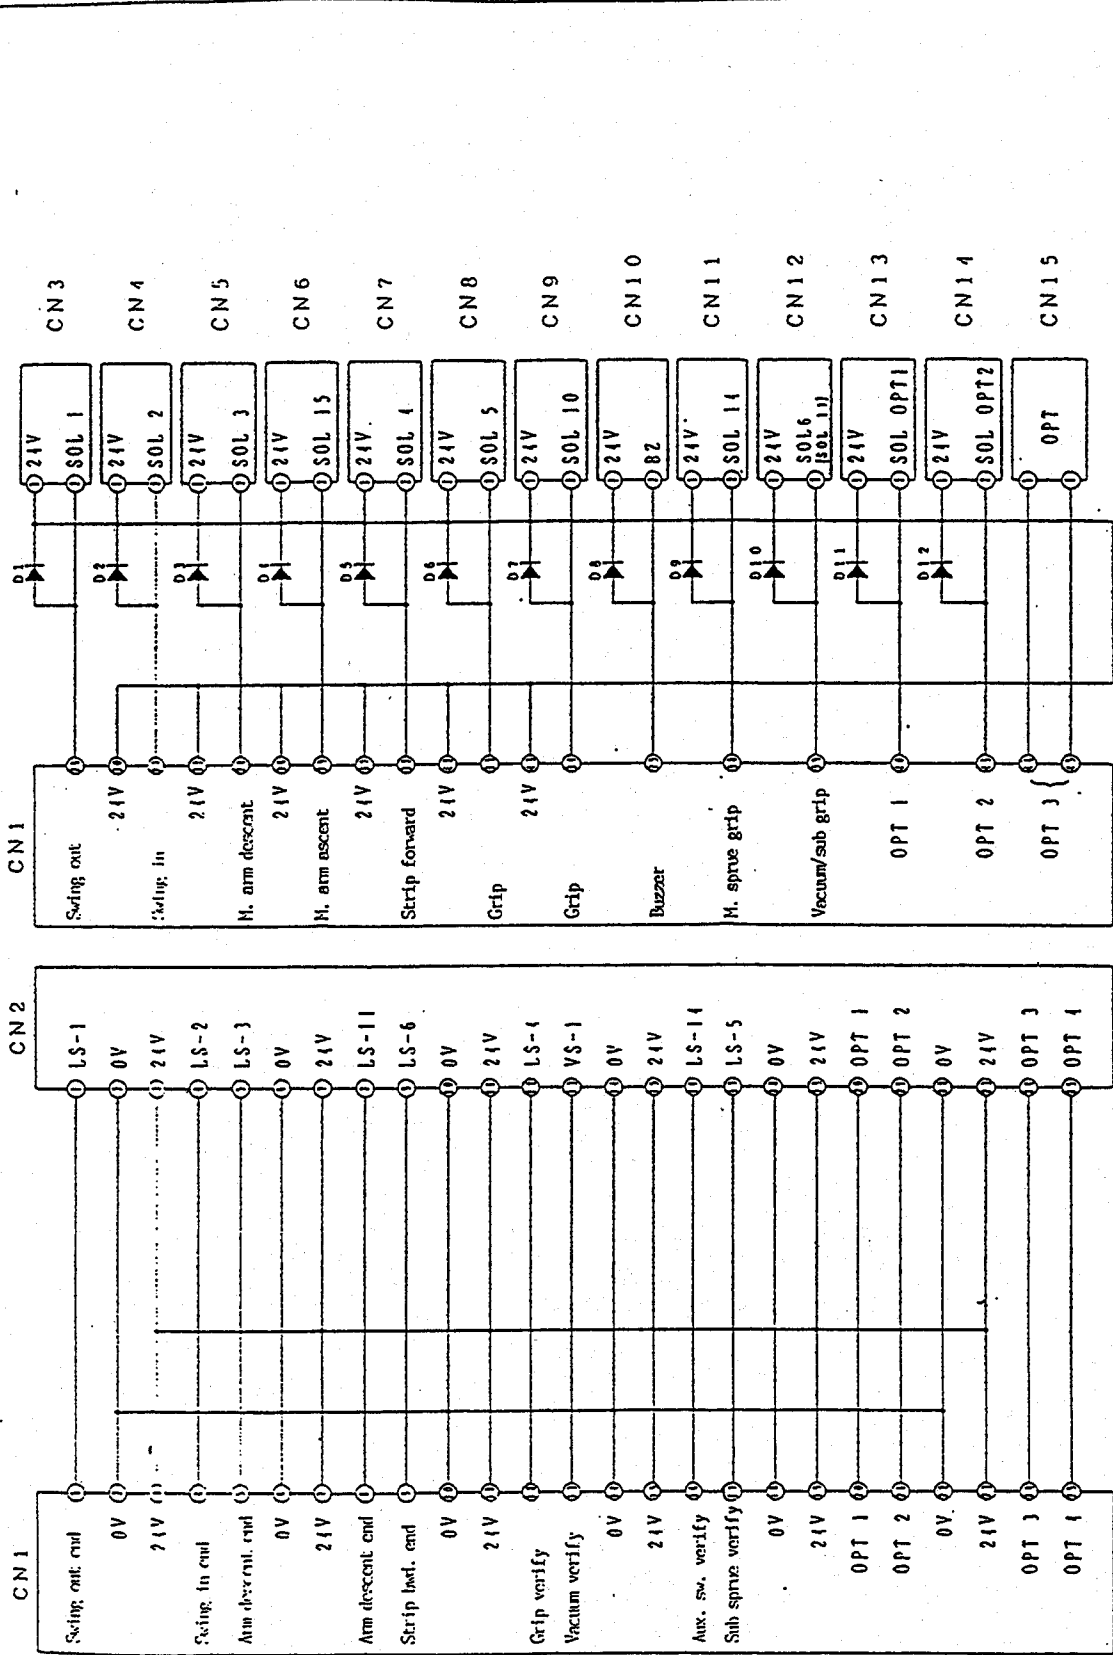 CN1
Swing out end
0V
24V
Swing in end
Arm descent end
0V
24V
Arm descent end
Strip bwd. end
0V
24V
Grip verify
Vacuum verify
0V
24V
Aux. sw. verify
Sub sprue verify
0V
24V
OPT 1
OPT 2
0V
24V
OPT 3
OPT 4
CN2
LS-1
0V
24V
LS-2
LS-3
0V
24V
LS-11
LS-6
0V
24V
LS-4
VS-1
0V
24V
LS-14
LS-5
0V
24V
OPT 1
OPT 2
0V
24V
OPT 3
OPT 4
CN1
Swing out
24V
Swing in
24V
M. arm descent
24V
M. arm ascent
24V
Strip forward
24V
Grip
24V
Grip
Buzzer
M. sprue grip
Vacuum/sub grip
OPT 1
OPT 2
OPT 3 {
D1
D2
D3
D4
D5
D6
D7
D8
D9
D10
D11
D12
24V
SOL 1
CN3
24V
SOL 2
CN4
24V
SOL 3
CN5
24V
SOL 15
CN6
24V
SOL 4
CN7
24V
SOL 5
CN8
24V
SOL 10
CN9
24V
BZ
CN10
24V
SOL 14
CN11
24V
SOL6
[SOL 11]
CN12
24V
SOL OPT1
CN13
24V
SOL OPT2
CN14
OPT
CN15